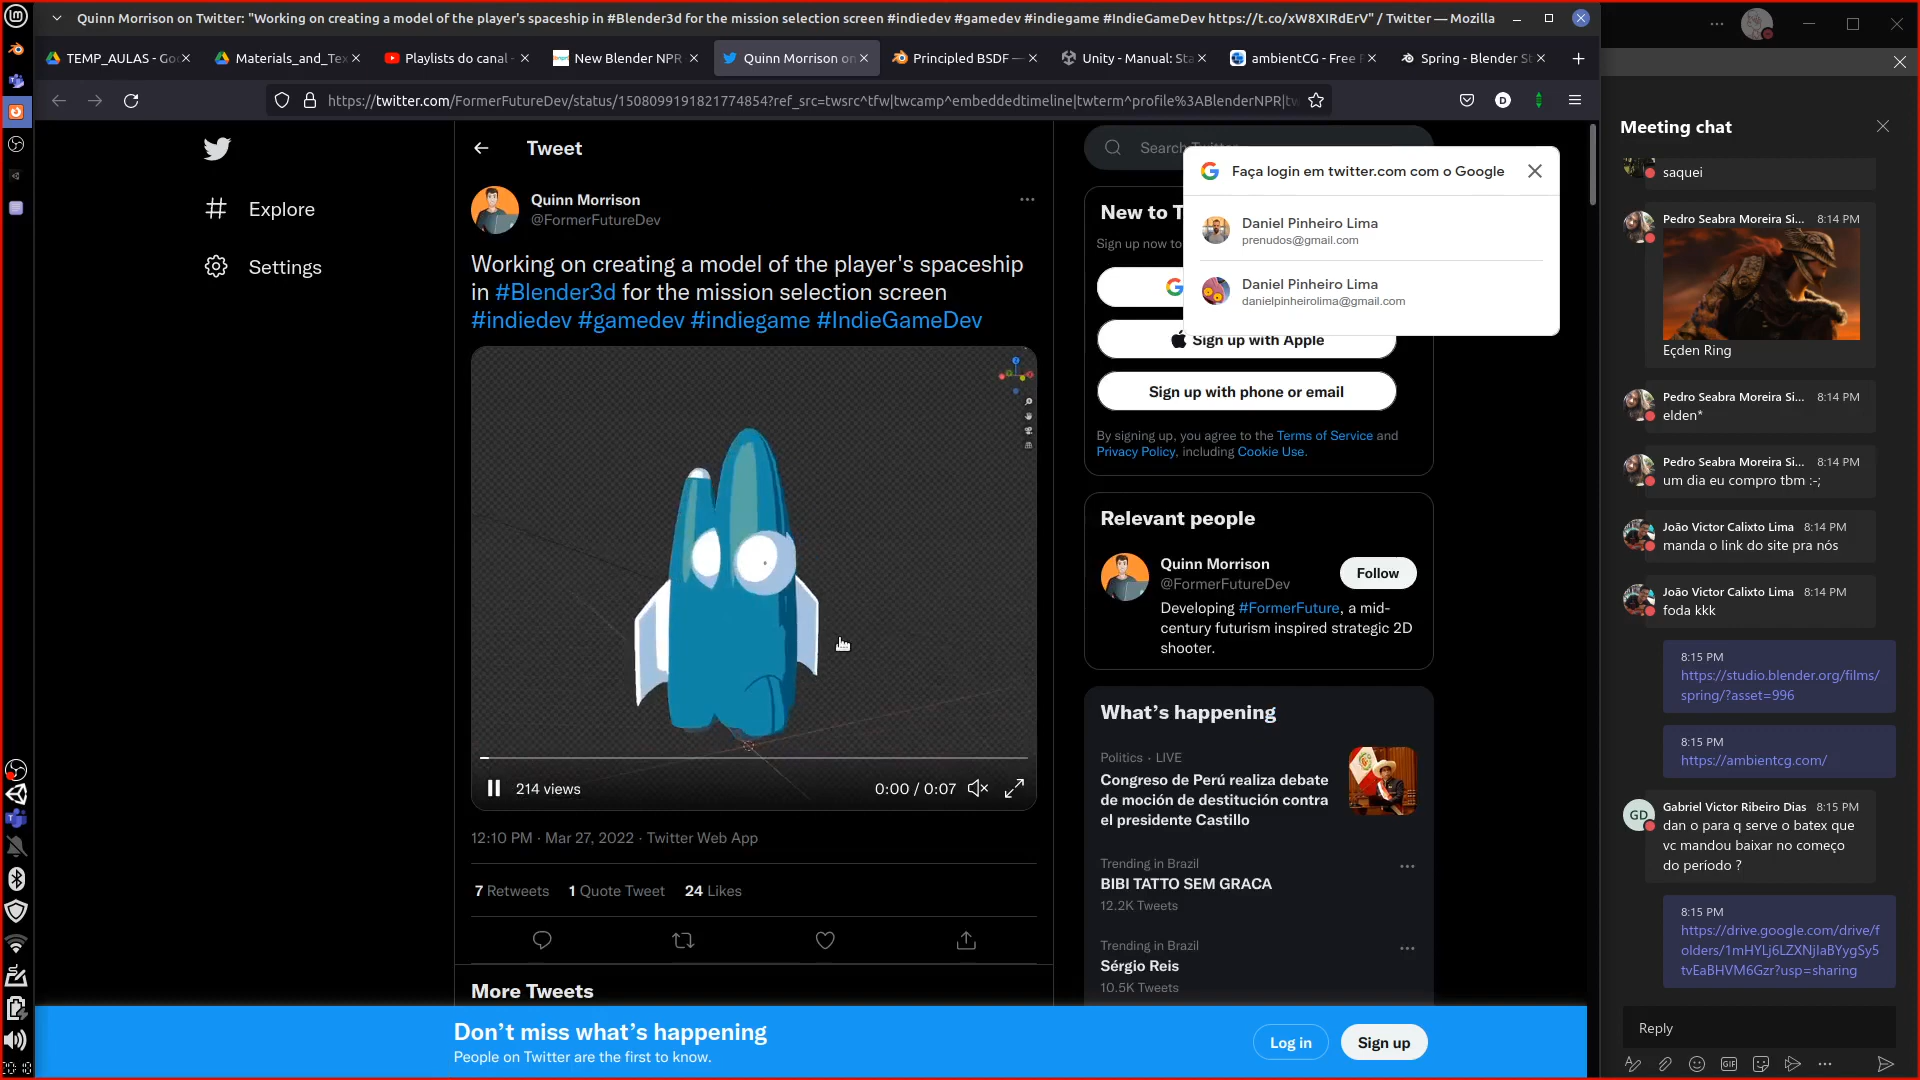 Quinn Morrison on Twitter: "Working on creating a model of the player's spaceship in #Blender3d for the mission selection screen #indiedev #gamedev #indiegame #IndieGameDev https://t.co/xW8XIRdErV" / Twitter — Mozilla
TEMP_AULAS - Go
Materials_and_Tex
Playlists do canal -
New Blender NPR
Quinn Morrison on
Principled BSDF —
Unity - Manual: Sta
ambientCG - Free
Spring - Blender St
https://twitter.com/FormerFutureDev/status/1508099191821774854?ref_src=twsrc^tfw|twcamp^embeddedtimeline|twterm^profile%3ABlenderNPR|tw
Explore
Settings
Tweet
Quinn Morrison
@FormerFutureDev
Working on creating a model of the player's spaceship
in #Blender3d for the mission selection screen
#indiedev #gamedev #indiegame #IndieGameDev
214 views
0:00 / 0:07
12:10 PM · Mar 27, 2022 · Twitter Web App
7 Retweets 1 Quote Tweet 24 Likes
More Tweets
Search Twitter
Faça login em twitter.com com o Google
Daniel Pinheiro Lima
prenudos@gmail.com
Daniel Pinheiro Lima
danielpinheirolima@gmail.com
New to T
Sign up now to
Sign up with Apple
Sign up with phone or email
By signing up, you agree to the Terms of Service and
Privacy Policy, including Cookie Use.
Relevant people
Quinn Morrison
@FormerFutureDev
Follow
Developing #FormerFuture, a mid-
century futurism inspired strategic 2D
shooter.
What's happening
Politics · LIVE
Congreso de Perú realiza debate
de moción de destitución contra
el presidente Castillo
Trending in Brazil
BIBI TATTO SEM GRACA
12.2K Tweets
Trending in Brazil
Sérgio Reis
10.5K Tweets
Don't miss what's happening
People on Twitter are the first to know.
Log in
Sign up
Meeting chat
saquei
Pedro Seabra Moreira Si... 8:14 PM
Eçden Ring
Pedro Seabra Moreira Si... 8:14 PM
elden*
Pedro Seabra Moreira Si... 8:14 PM
um dia eu compro tbm :-;
João Victor Calixto Lima 8:14 PM
manda o link do site pra nós
João Victor Calixto Lima 8:14 PM
foda kkk
8:15 PM
https://studio.blender.org/films/
spring/?asset=996
8:15 PM
https://ambientcg.com/
GD
Gabriel Victor Ribeiro Dias 8:15 PM
dan o para q serve o batex que
vc mandou baixar no começo
do período ?
8:15 PM
https://drive.google.com/drive/f
olders/1mHYLj6LZXNjIaBYygSy5
tvEaBHVM6Gzr?usp=sharing
Reply
GIF